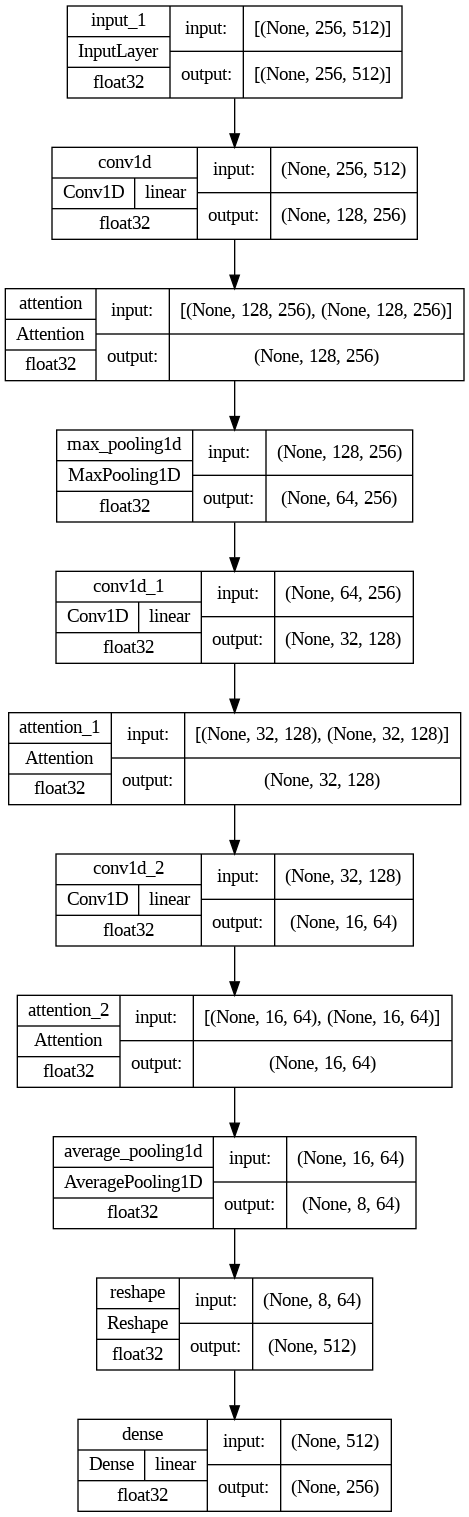 input_1
InputLayer
float32
input:
[(None, 256, 512)]
output:
[(None, 256, 512)]
conv1d
Conv1D linear
float32
input:
(None, 256, 512)
output:
(None, 128, 256)
attention
Attention
float32
input:
[(None, 128, 256), (None, 128, 256)]
output:
(None, 128, 256)
max_pooling1d
MaxPooling1D
float32
input:
(None, 128, 256)
output:
(None, 64, 256)
conv1d_1
Conv1D linear
float32
input:
(None, 64, 256)
output:
(None, 32, 128)
attention_1
Attention
float32
input:
[(None, 32, 128), (None, 32, 128)]
output:
(None, 32, 128)
conv1d_2
Conv1D linear
float32
input:
(None, 32, 128)
output:
(None, 16, 64)
attention_2
Attention
float32
input:
[(None, 16, 64), (None, 16, 64)]
output:
(None, 16, 64)
average_pooling1d
AveragePooling1D
float32
input:
(None, 16, 64)
output:
(None, 8, 64)
reshape
Reshape
float32
input:
(None, 8, 64)
output:
(None, 512)
dense
Dense linear
float32
input:
(None, 512)
output:
(None, 256)